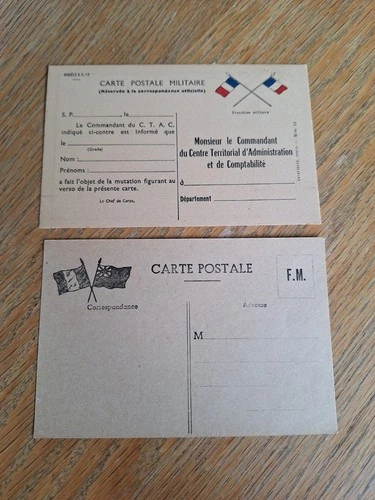 CARTE POSTALE MILITAIRE
(Réservée à la correspondance officielle)
Franchise militaire
S. P. , le
Le Commandant du C. T. A. C.
indiqué ci-contre est informé que
le
(Grade)
Nom :
Prénoms :
a fait l'objet de la mutation figurant au
verso de la présente carte.
Le Chef de Corps,
Monsieur le Commandant
du Centre Territorial d'Administration
et de Comptabilité
à
Département
CARTE POSTALE
F.M.
Correspondance
Adresse
M